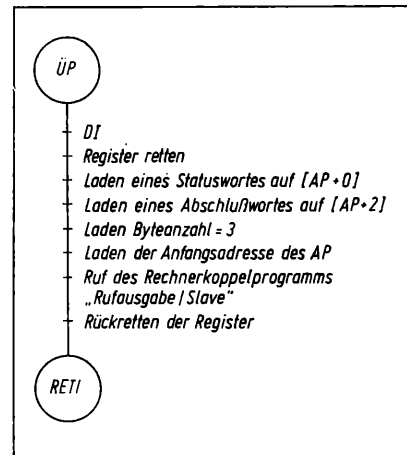 ÜP
DI
Register retten
Laden eines Statuswortes auf [AP+0]
Laden eines Abschlußwortes auf [AP+2]
Laden Byteanzahl = 3
Laden der Anfangsadresse des AP
Ruf des Rechnerkoppelprogramms
„Rufausgabe / Slave"
Rückretten der Register
RETI